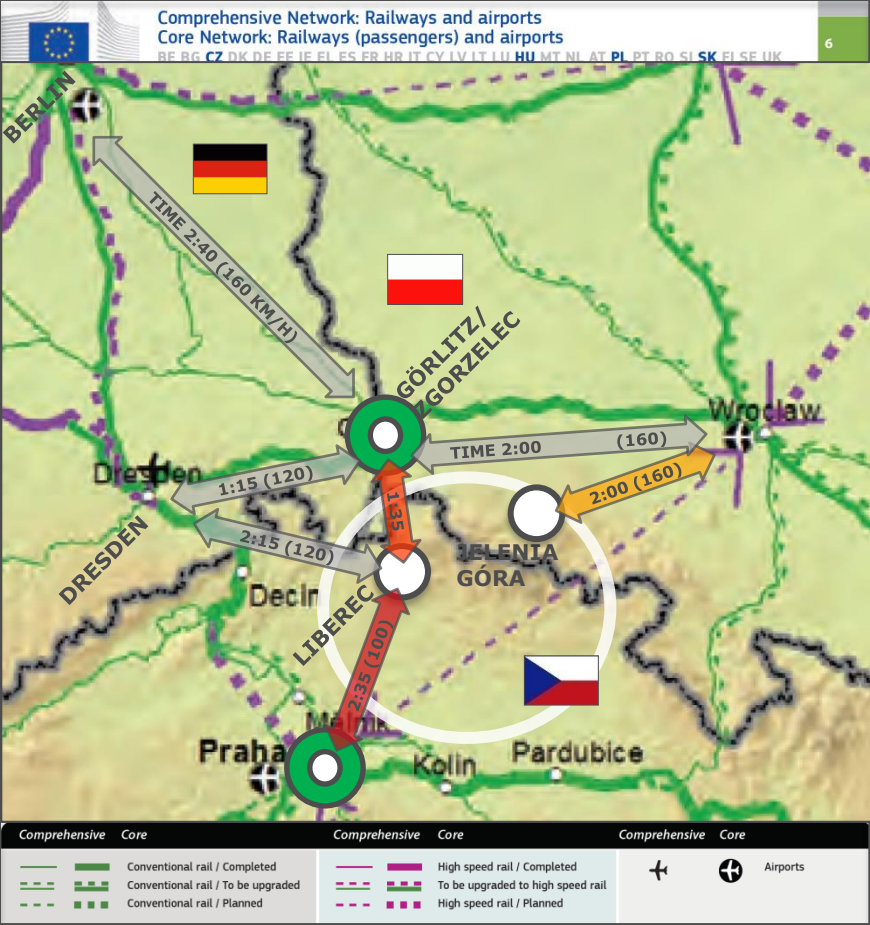 Comprehensive Network: Railways and airports
Core Network: Railways (passengers) and airports
BE BG CZ DK DE EE IE EL ES FR HR IT CY LV LT LU HU MT NL AT PL PT RO SI SK FI SE UK
6
BERLIN
TIME 2:40 (160 KM/H)
GÖRLITZ/
ZGORZELEC
Wroclaw
TIME 2:00 (160)
Dresden
1:15 (120)
2:00 (160)
1:35
2:15 (120)
DRESDEN
JELENIA
GÓRA
Decin
LIBEREC
2:35 (100)
Melnik
Praha
Kolin
Pardubice
Comprehensive Core
Comprehensive Core
Comprehensive Core
Conventional rail / Completed
High speed rail / Completed
Airports
Conventional rail / To be upgraded
To be upgraded to high speed rail
Conventional rail / Planned
High speed rail / Planned